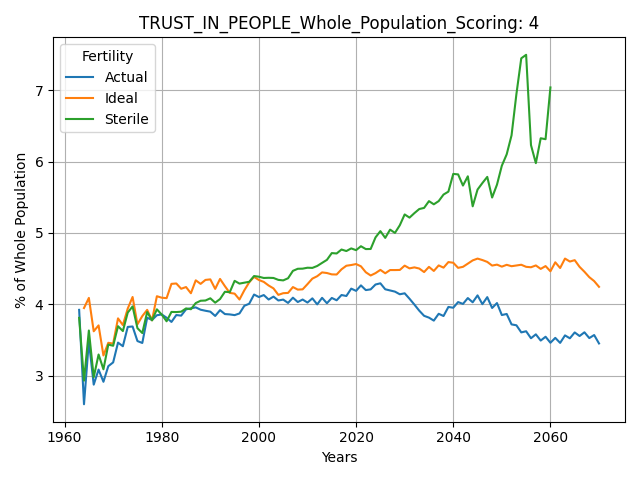 TRUST_IN_PEOPLE_Whole_Population_Scoring: 4
Fertility
Actual
Ideal
Sterile
% of Whole Population
7
6
5
4
3
1960 1980 2000 2020 2040 2060
Years